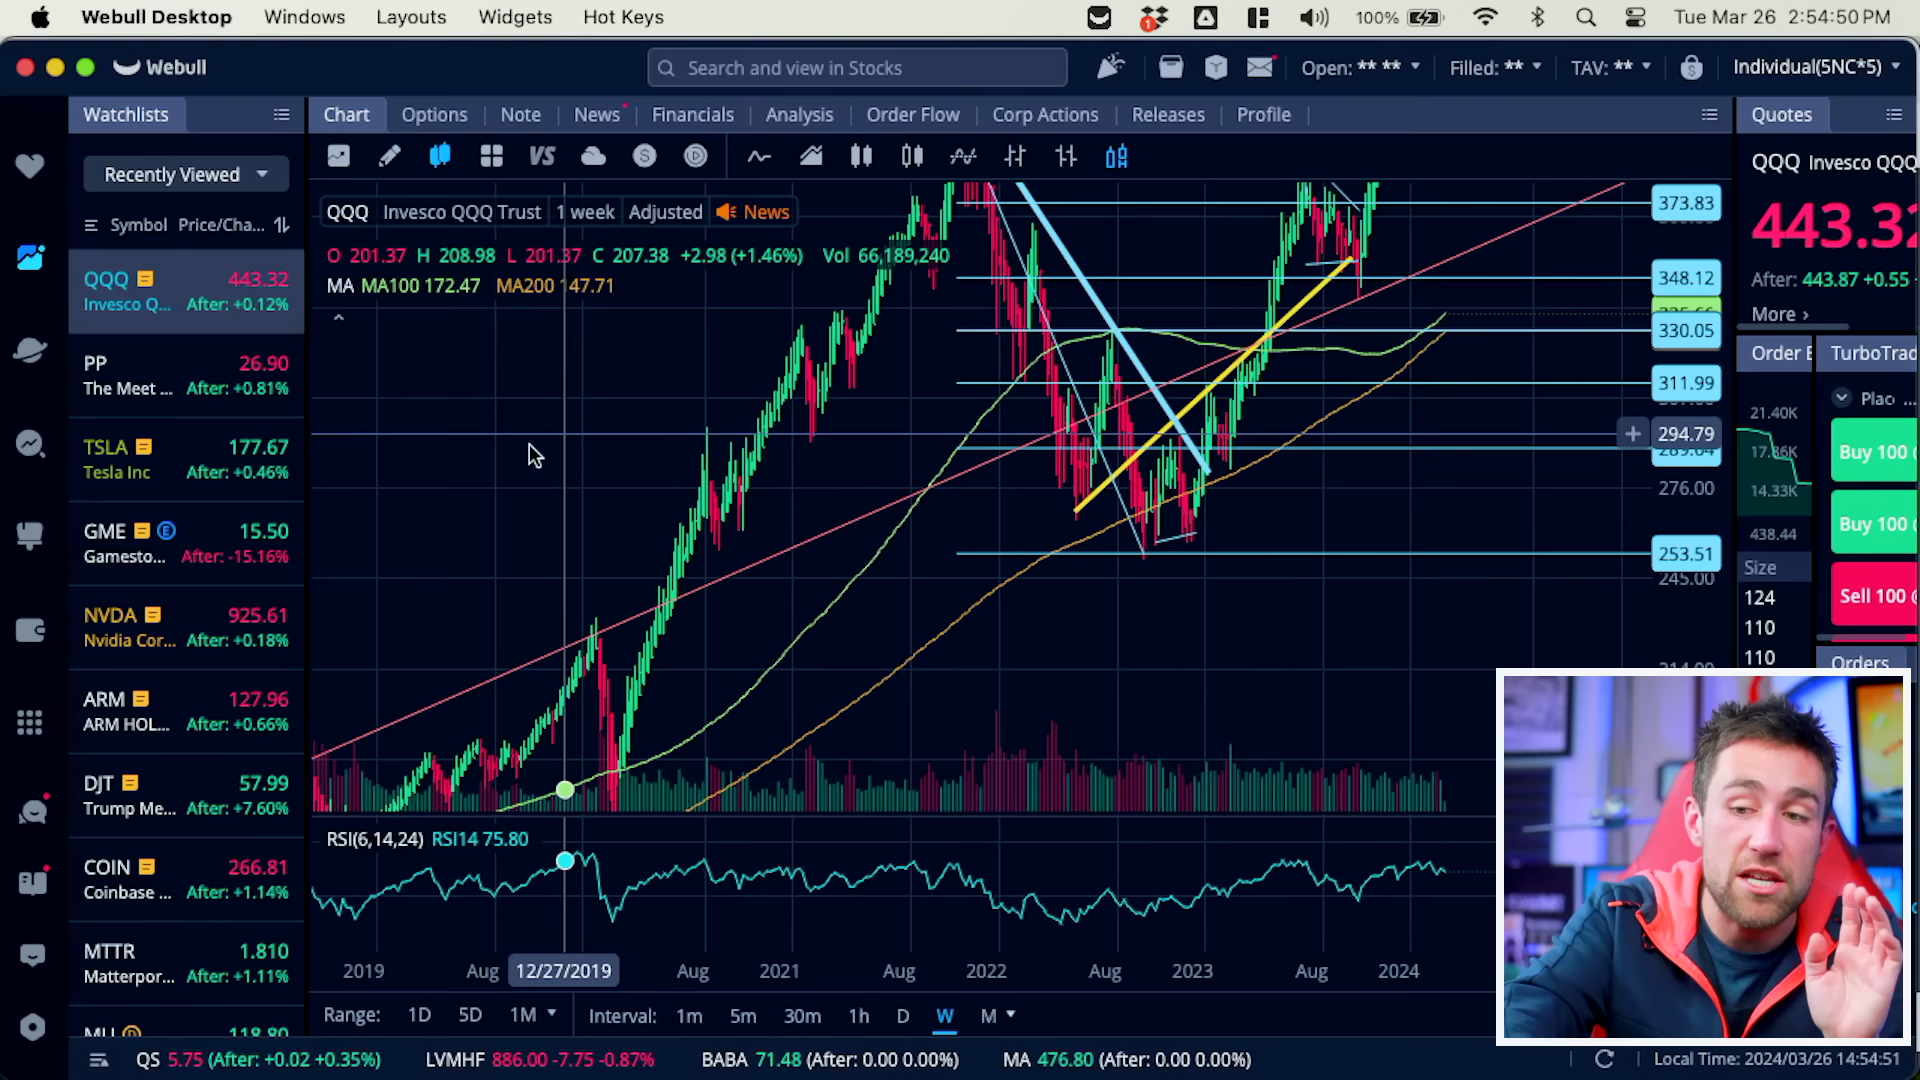 Webull Desktop Windows Layouts Widgets Hot Keys 1 100% Tue Mar 26 2:54:50 PM
Webull Search and view in Stocks Open: ** ** Filled: ** TAV: ** Individual(5NC*5)
Watchlists Chart Options Note News Financials Analysis Order Flow Corp Actions Releases Profile Quotes
Recently Viewed VS S
Symbol Price/Cha...
QQQ 443.32
Invesco Q... After: +0.12%
PP 26.90
The Meet ... After: +0.81%
TSLA 177.67
Tesla Inc After: +0.46%
GME E 15.50
Gamesto... After: -15.16%
NVDA 925.61
Nvidia Cor... After: +0.18%
ARM 127.96
ARM HOL... After: +0.66%
DJT 57.99
Trump Me... After: +7.60%
COIN 266.81
Coinbase ... After: +1.14%
MTTR 1.810
Matterpor... After: +1.11%
MU D 118.80
QQQ Invesco QQQ Trust 1 week Adjusted News
O 201.37 H 208.98 L 201.37 C 207.38 +2.98 (+1.46%) Vol 66,189,240
MA MA100 172.47 MA200 147.71
373.83
348.12
330.05
311.99
294.79
289.64
276.00
253.51
245.00
214.00
RSI(6,14,24) RSI14 75.80
2019 Aug 12/27/2019 Aug 2021 Aug 2022 Aug 2023 Aug 2024
Range: 1D 5D 1M Interval: 1m 5m 30m 1h D W M
QQQ Invesco QQQ
443.32
After: 443.87 +0.55
More
Order TurboTrad
21.40K
17.86K
14.33K
438.44
Size
124
110
110
Plac ...
Buy 100
Buy 100
Sell 100
Orders
QS 5.75 (After: +0.02 +0.35%) LVMHF 886.00 -7.75 -0.87% BABA 71.48 (After: 0.00 0.00%) MA 476.80 (After: 0.00 0.00%) Local Time: 2024/03/26 14:54:51